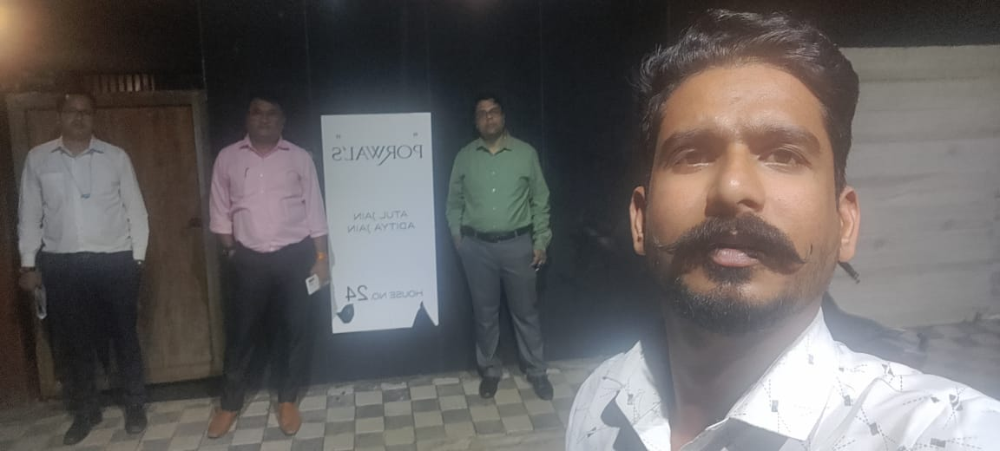 " PORWAL'S "
ATUL JAIN
ADITYA JAIN
HOUSE NO. 24